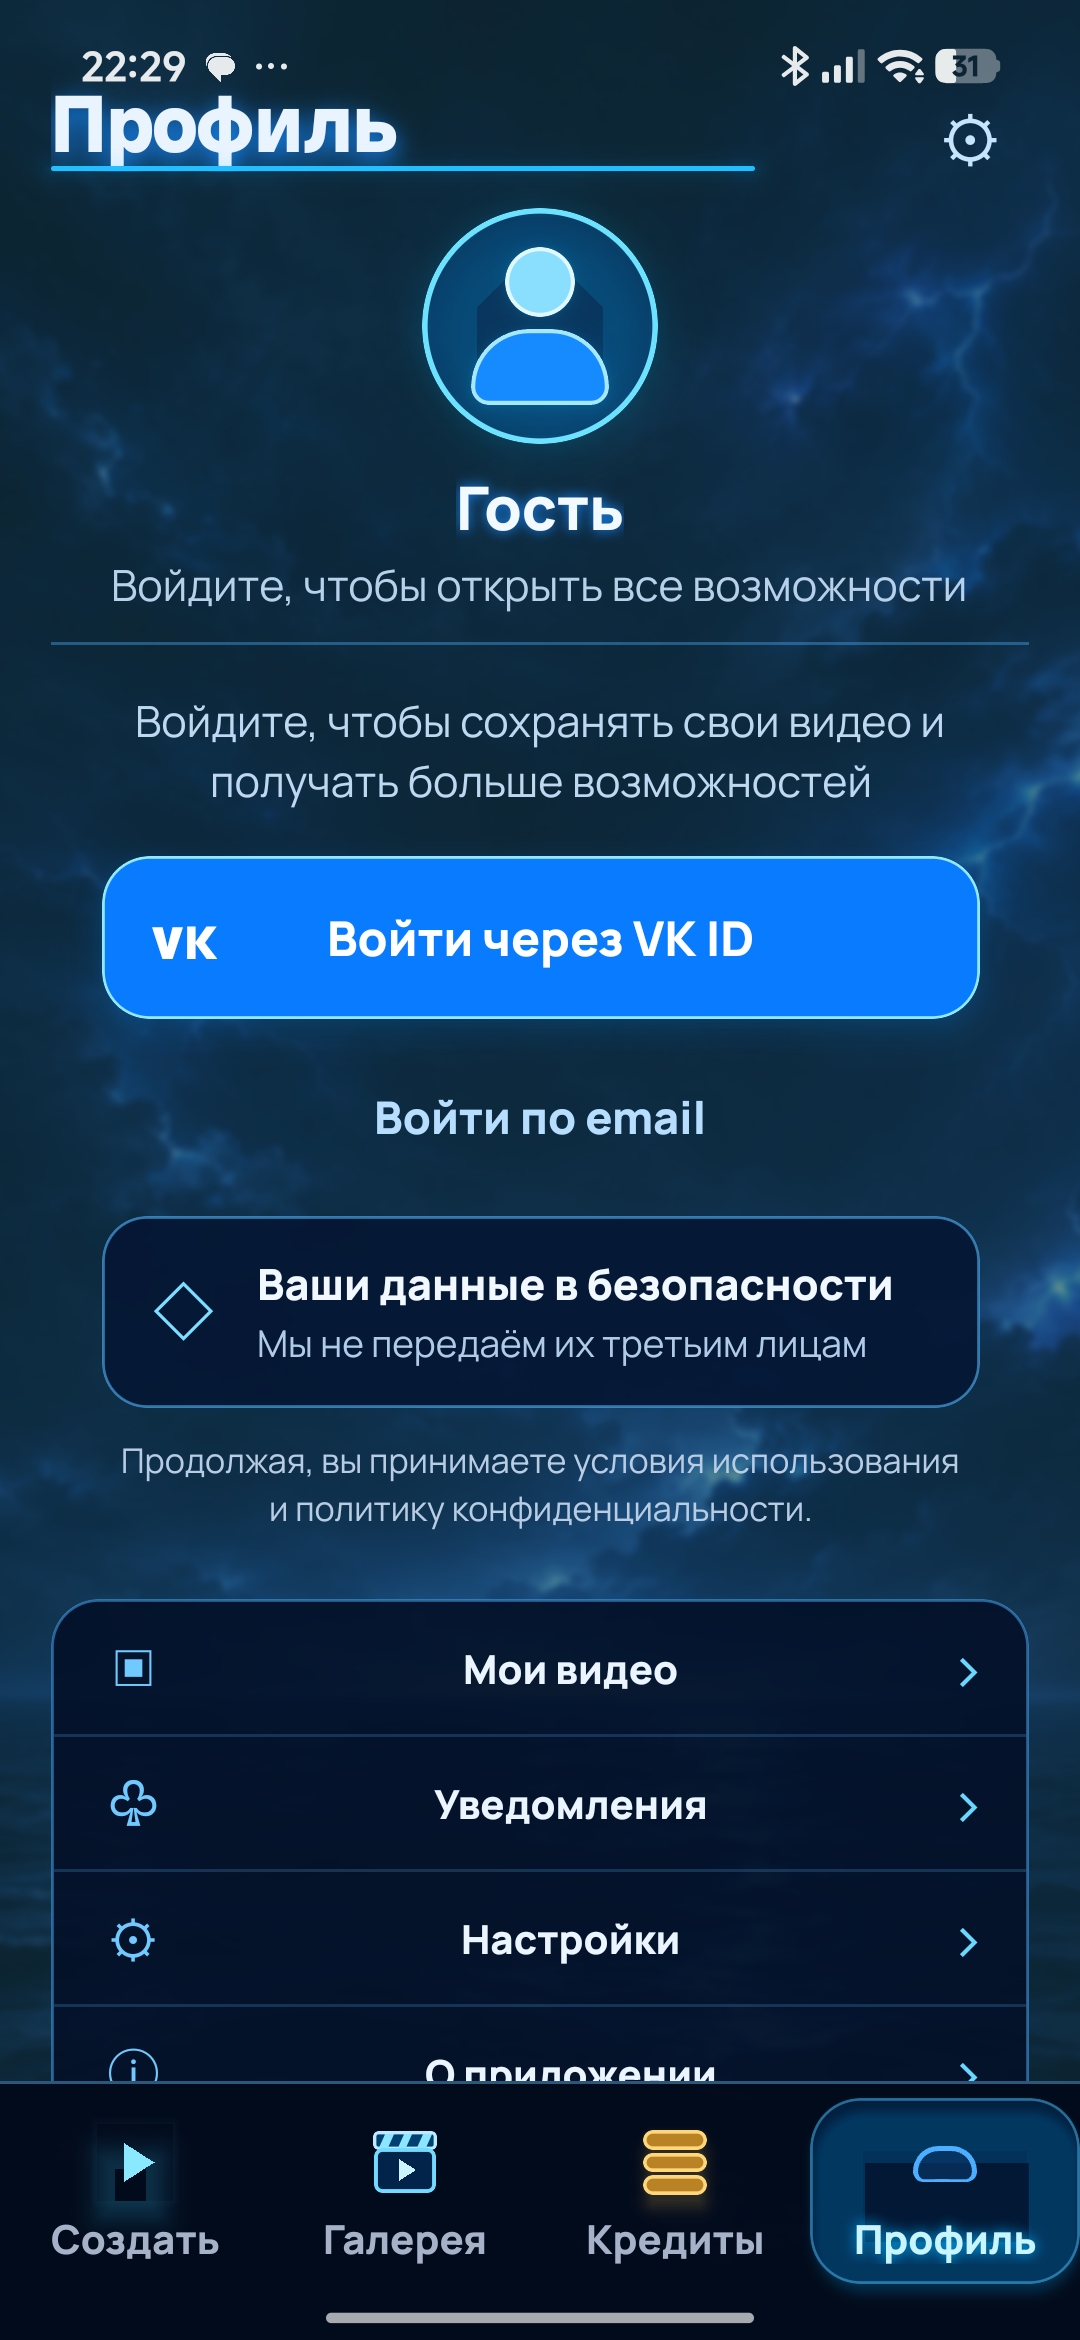 22:29
31
Профиль
Гость
Войдите, чтобы открыть все возможности
Войдите, чтобы сохранять свои видео и
получать больше возможностей
VK Войти через VK ID
Войти по email
Ваши данные в безопасности
Мы не передаём их третьим лицам
Продолжая, вы принимаете условия использования
и политику конфиденциальности.
Мои видео
Уведомления
Настройки
О приложении
Создать
Галерея
Кредиты
Профиль